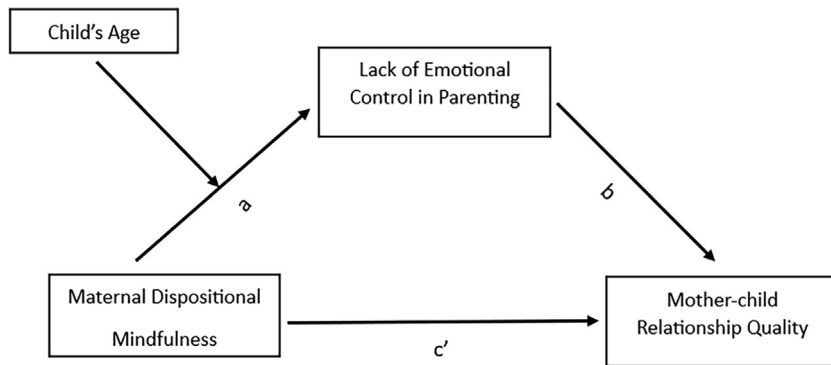 Child's Age
Lack of Emotional
Control in Parenting
a
b
Maternal Dispositional
Mindfulness
c'
Mother-child
Relationship Quality